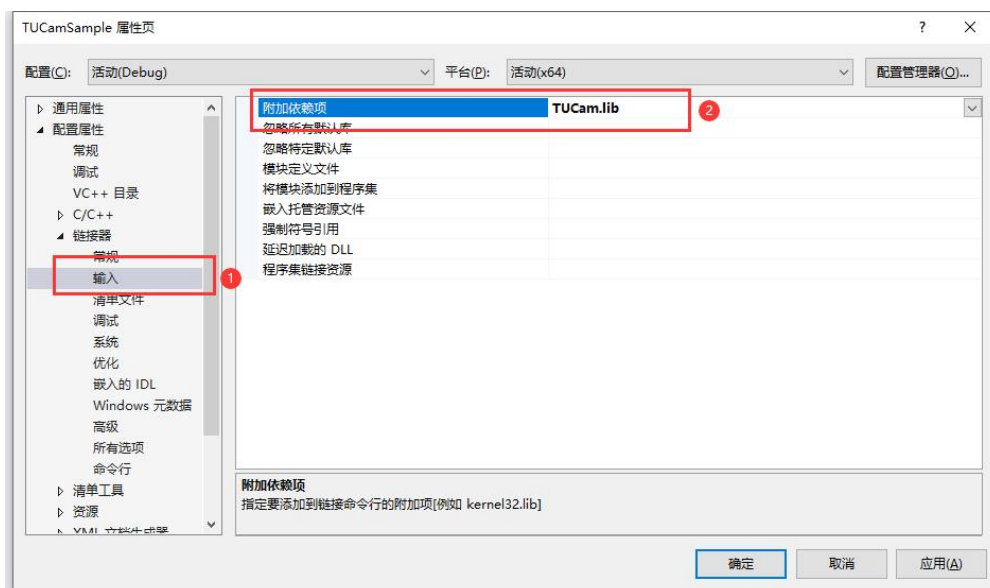 TUCamSample 属性页
? ×
配置(C): 活动(Debug) 平台(P): 活动(x64) 配置管理器(O)...
通用属性
配置属性
常规
调试
VC++ 目录
C/C++
链接器
常规
输入
1
清单文件
调试
系统
优化
嵌入的 IDL
Windows 元数据
高级
所有选项
命令行
清单工具
资源
XML 文档生成器
附加依赖项 TUCam.lib
2
忽略所有默认库
忽略特定默认库
模块定义文件
将模块添加到程序集
嵌入托管资源文件
强制符号引用
延迟加载的 DLL
程序集链接资源
附加依赖项
指定要添加到链接命令行的附加项[例如 kernel32.lib]
确定 取消 应用(A)